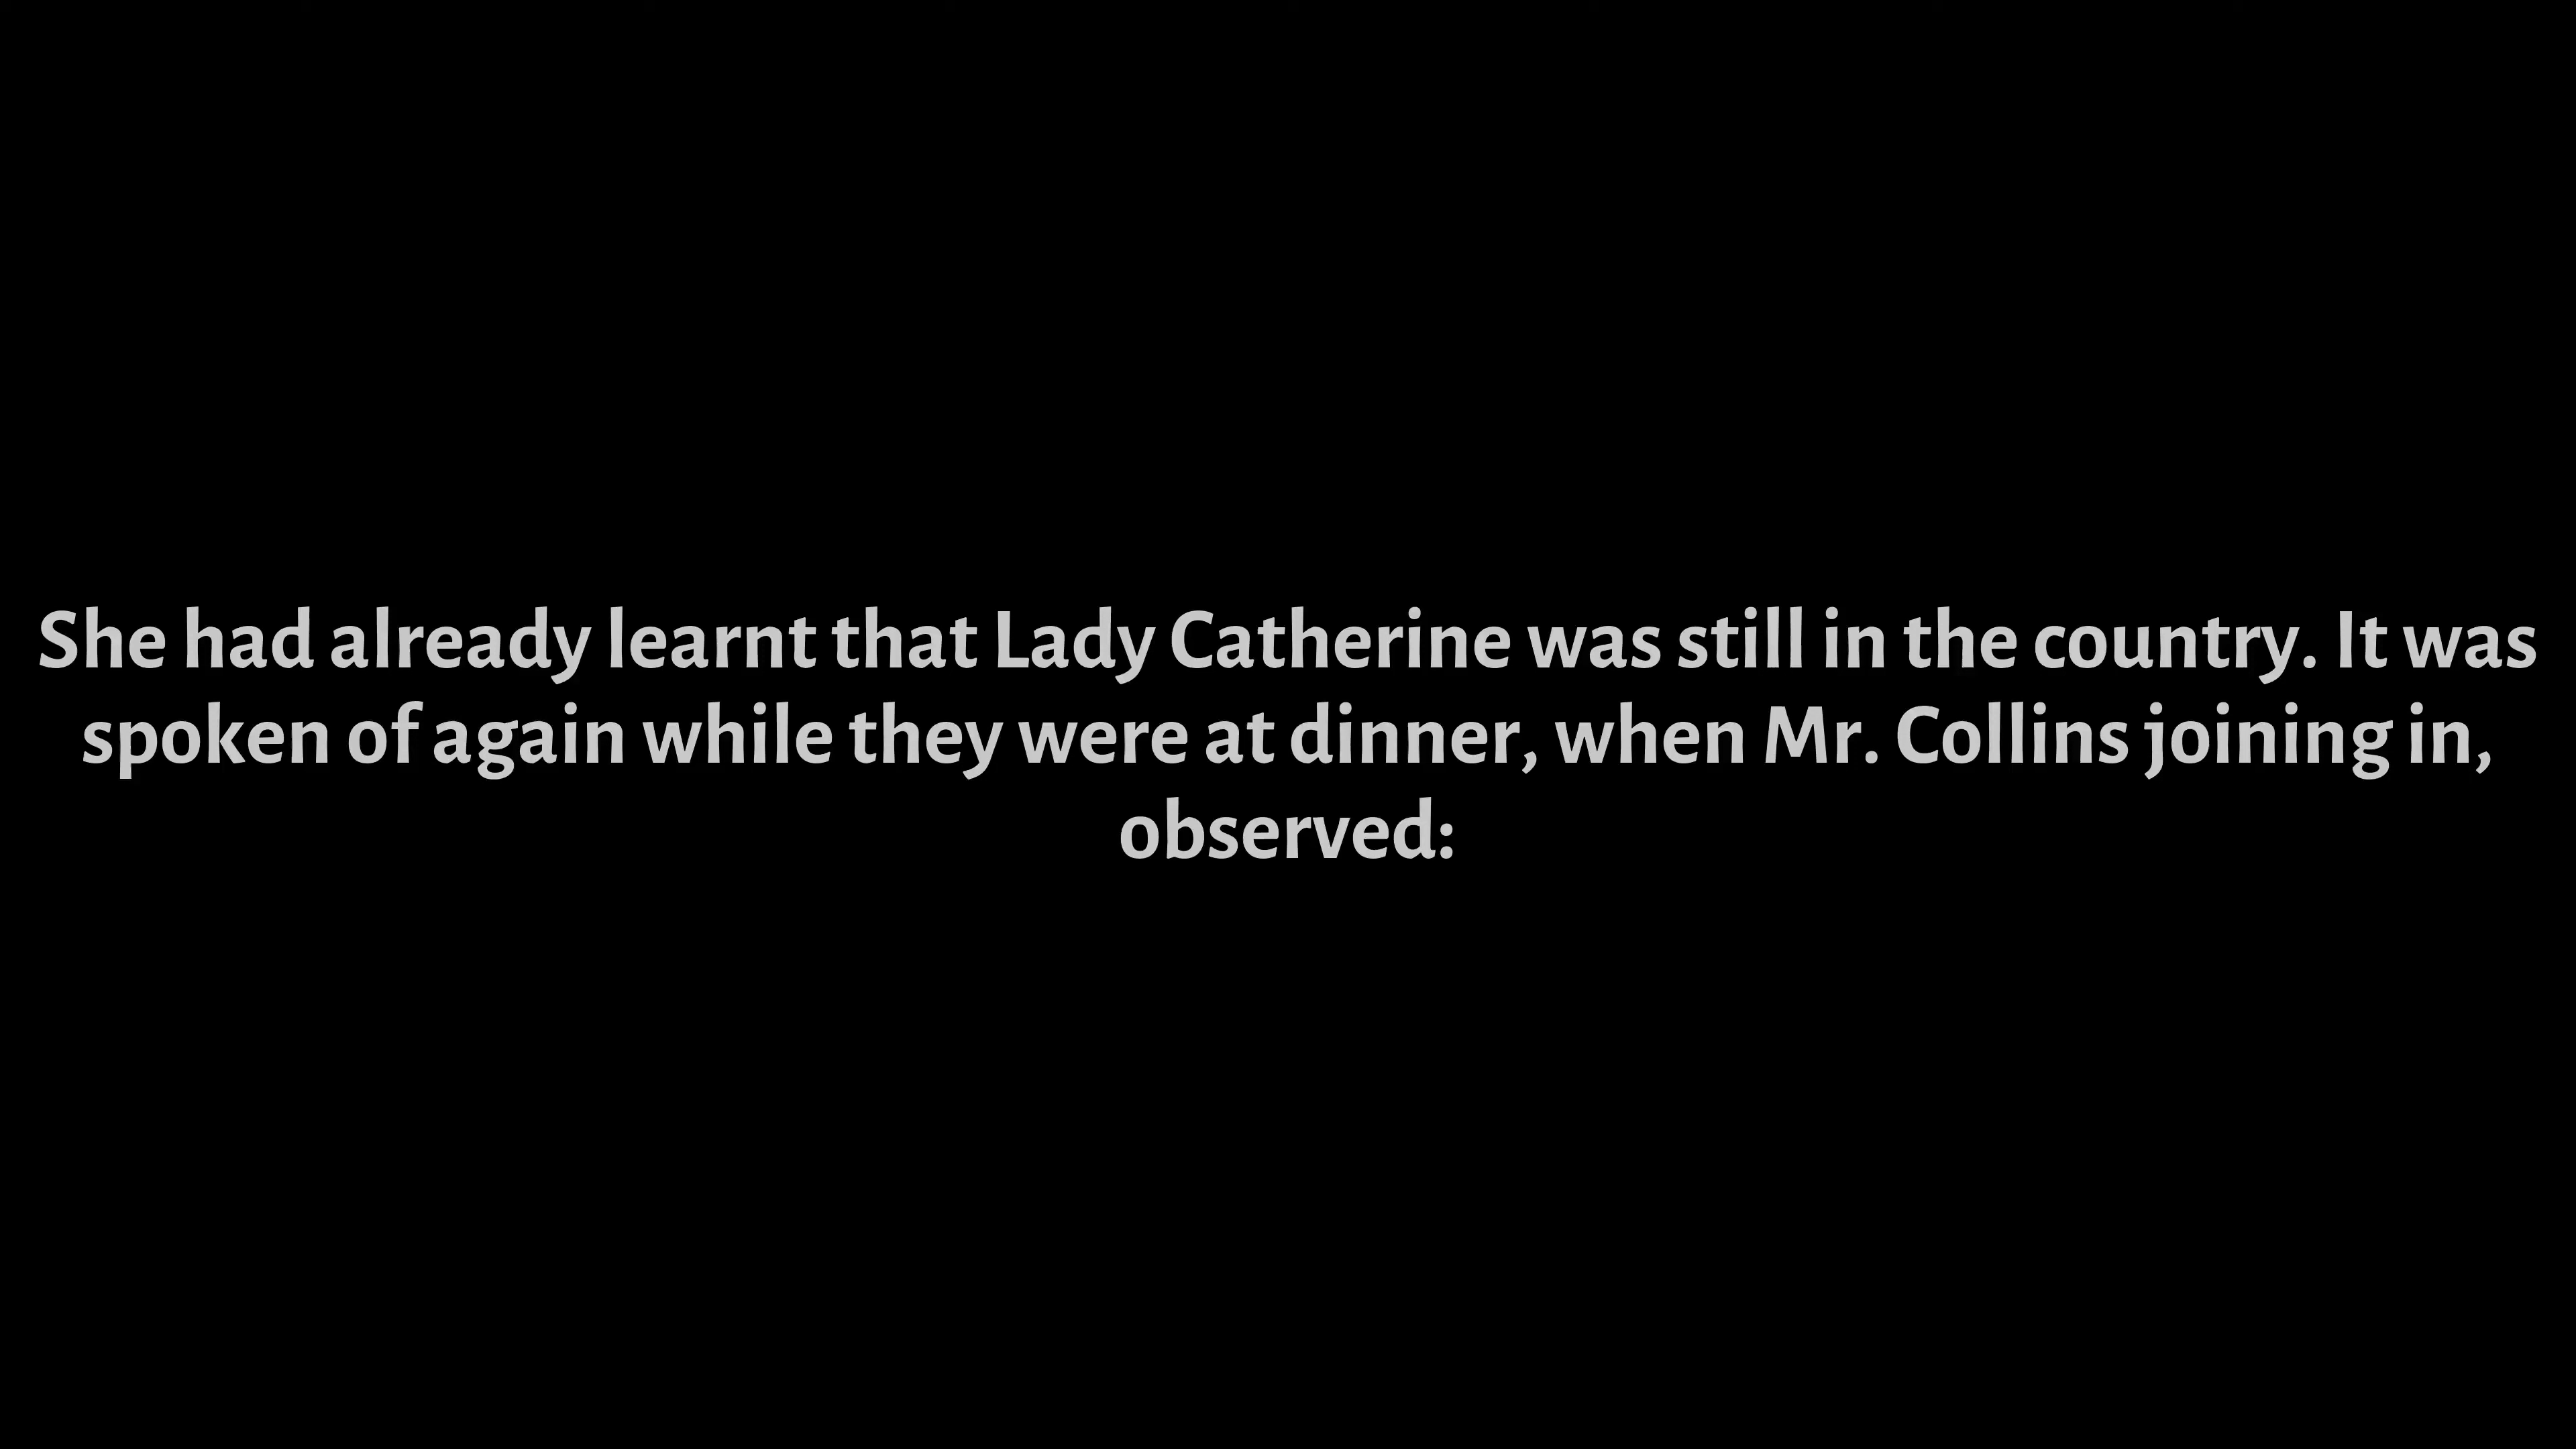 She had already learnt that Lady Catherine was still in the country. It was
spoken of again while they were at dinner, when Mr. Collins joining in,
observed: